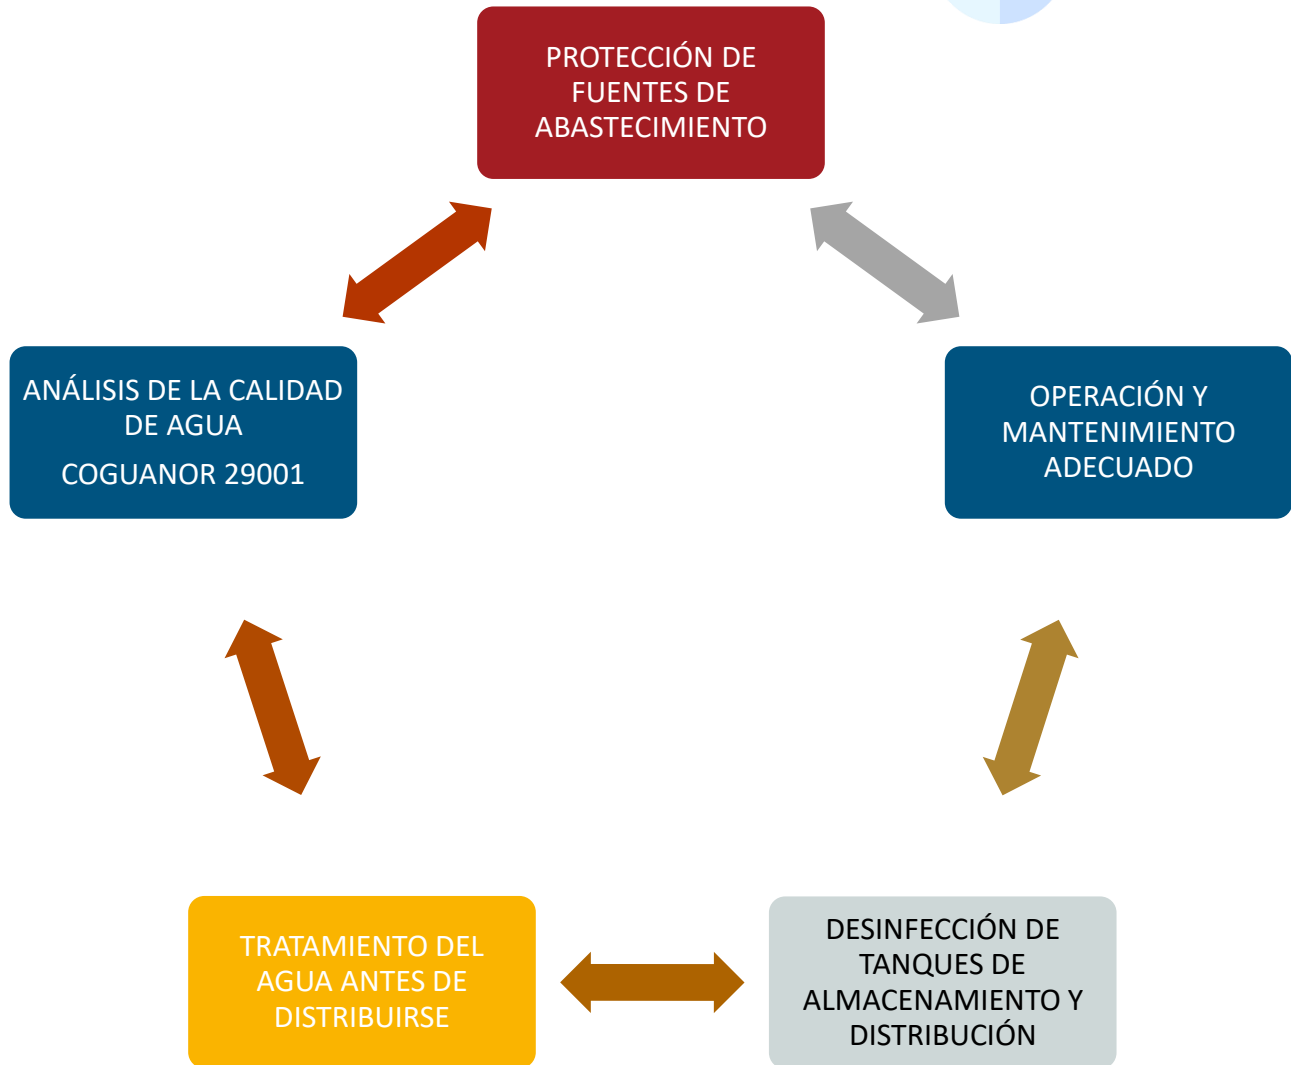 PROTECCIÓN DE
FUENTES DE
ABASTECIMIENTO
ANÁLISIS DE LA CALIDAD
DE AGUA
COGUANOR 29001
OPERACIÓN Y
MANTENIMIENTO
ADECUADO
TRATAMIENTO DEL
AGUA ANTES DE
DISTRIBUIRSE
DESINFECCIÓN DE
TANQUES DE
ALMACENAMIENTO Y
DISTRIBUCIÓN